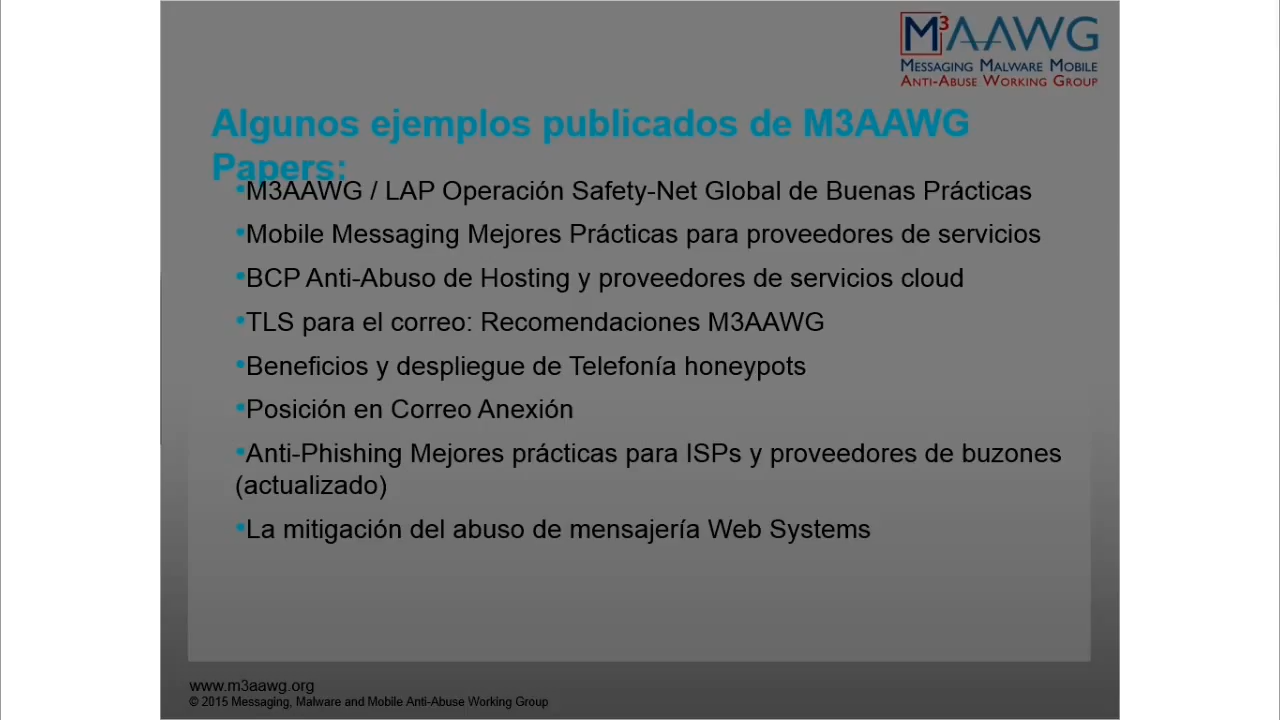 M3AAWG
MESSAGING MALWARE MOBILE
ANTI-ABUSE WORKING GROUP
Algunos ejemplos publicados de M3AAWG
Papers:
•M3AAWG / LAP Operación Safety-Net Global de Buenas Prácticas
•Mobile Messaging Mejores Prácticas para proveedores de servicios
•BCP Anti-Abuso de Hosting y proveedores de servicios cloud
•TLS para el correo: Recomendaciones M3AAWG
•Beneficios y despliegue de Telefonía honeypots
•Posición en Correo Anexión
•Anti-Phishing Mejores prácticas para ISPs y proveedores de buzones
(actualizado)
•La mitigación del abuso de mensajería Web Systems
www.m3aawg.org
© 2015 Messaging, Malware and Mobile Anti-Abuse Working Group